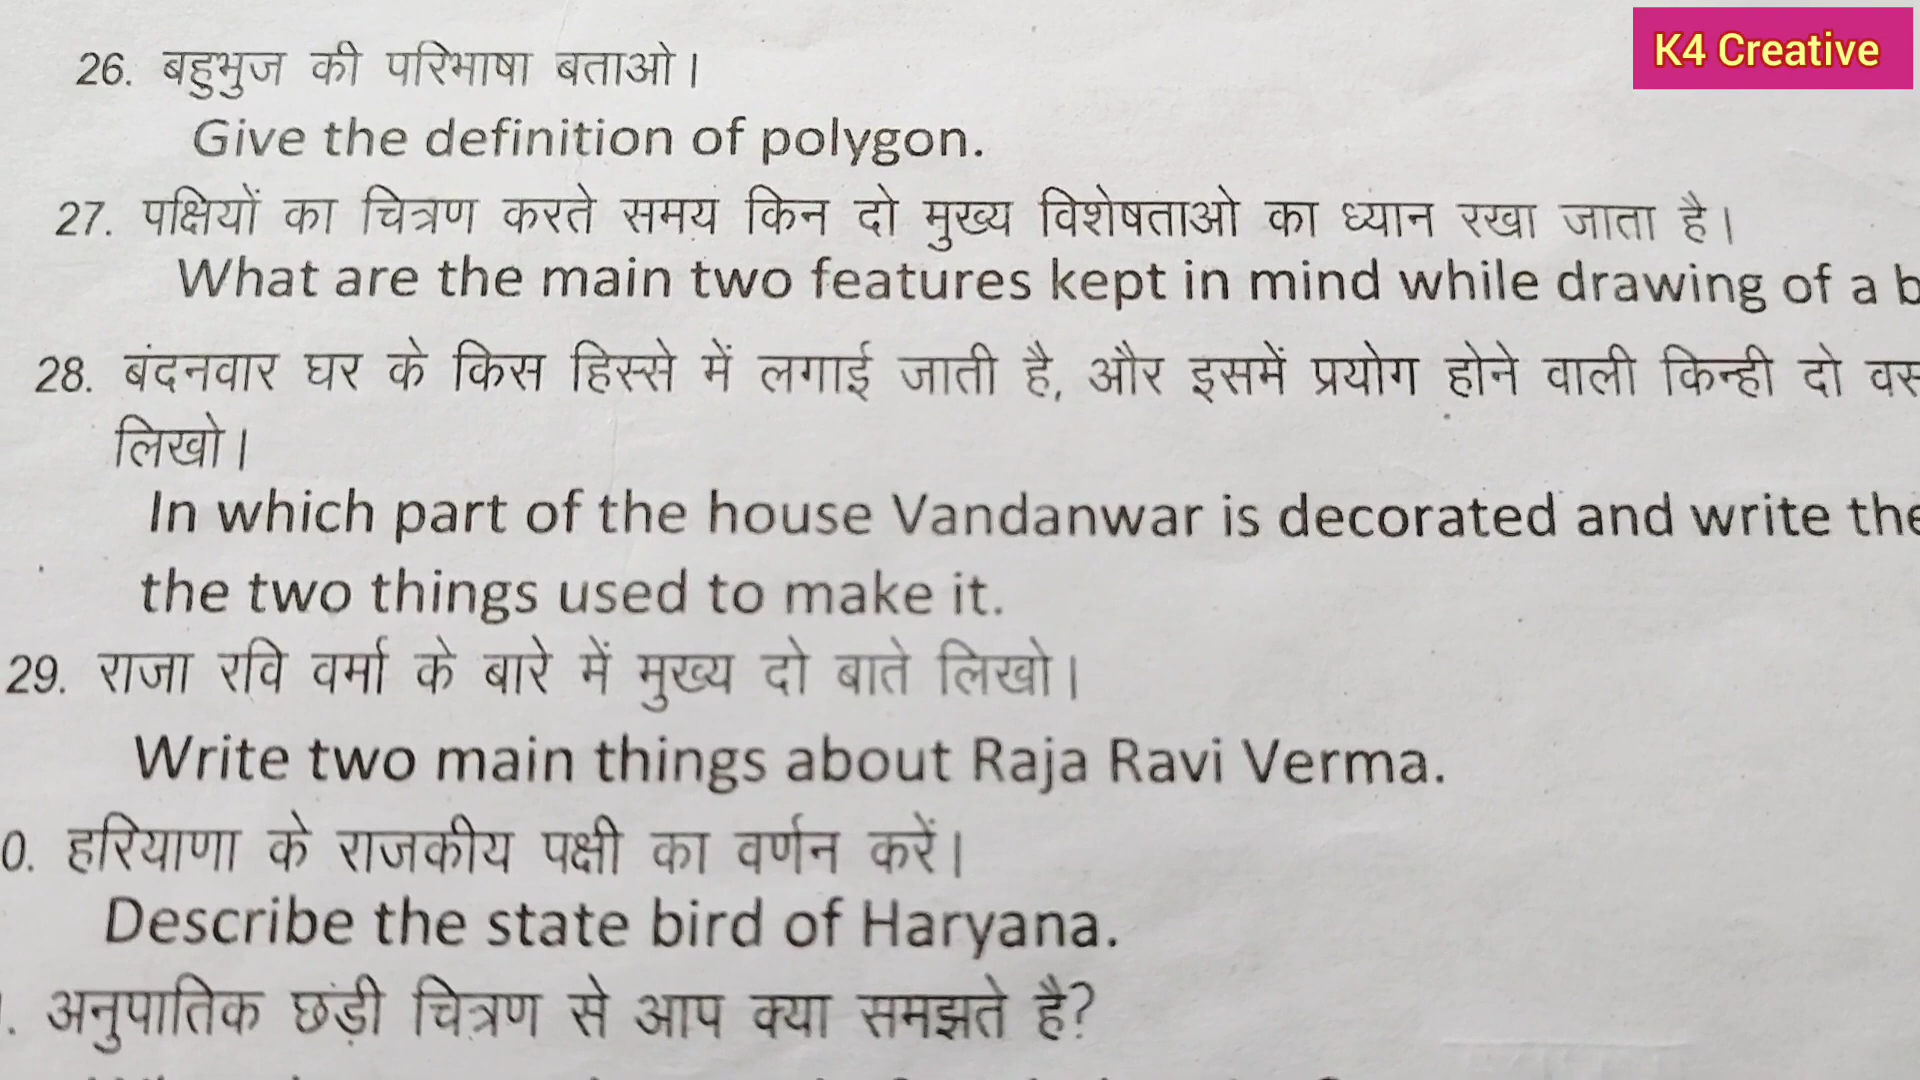 K4 Creative
26. बहुभुज की परिभाषा बताओ।
Give the definition of polygon.
27. पक्षियों का चित्रण करते समय किन दो मुख्य विशेषताओ का ध्यान रखा जाता है।
What are the main two features kept in mind while drawing of a b
28. बंदनवार घर के किस हिस्से में लगाई जाती है, और इसमें प्रयोग होने वाली किन्ही दो वस
लिखो।
In which part of the house Vandanwar is decorated and write the
the two things used to make it.
29. राजा रवि वर्मा के बारे में मुख्य दो बाते लिखो।
Write two main things about Raja Ravi Verma.
0. हरियाणा के राजकीय पक्षी का वर्णन करें।
Describe the state bird of Haryana.
. अनुपातिक छंड़ी चित्रण से आप क्या समझते है?